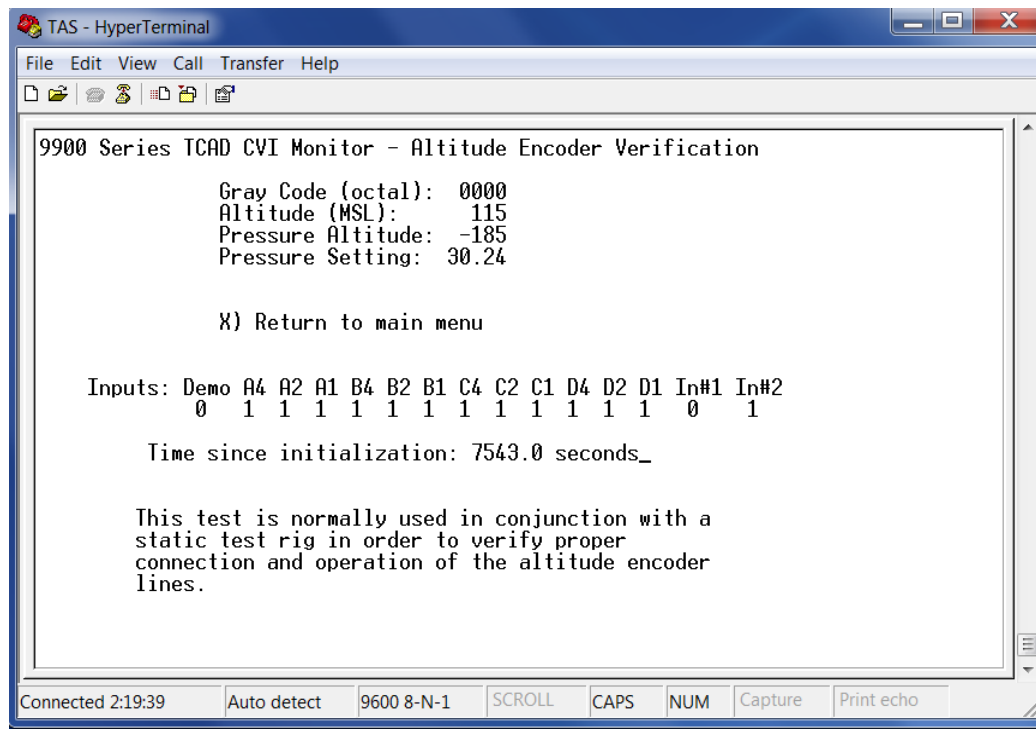 TAS - HyperTerminal
File Edit View Call Transfer Help
9900 Series TCAD CVI Monitor - Altitude Encoder Verification
Gray Code (octal): 0000
Altitude (MSL): 115
Pressure Altitude: -185
Pressure Setting: 30.24
X) Return to main menu
Inputs: Demo A4 A2 A1 B4 B2 B1 C4 C2 C1 D4 D2 D1 In#1 In#2
0 1 1 1 1 1 1 1 1 1 1 1 1 0 1
Time since initialization: 7543.0 seconds_
This test is normally used in conjunction with a
static test rig in order to verify proper
connection and operation of the altitude encoder
lines.
Connected 2:19:39 Auto detect 9600 8-N-1 SCROLL CAPS NUM Capture Print echo